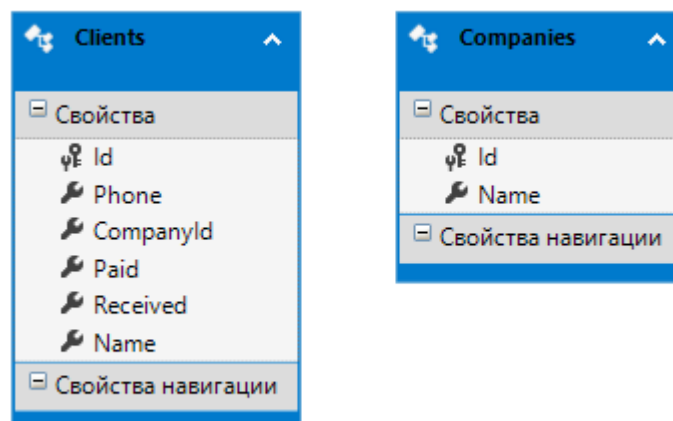 Clients
Свойства
Id
Phone
CompanyId
Paid
Received
Name
Свойства навигации
Companies
Свойства
Id
Name
Свойства навигации